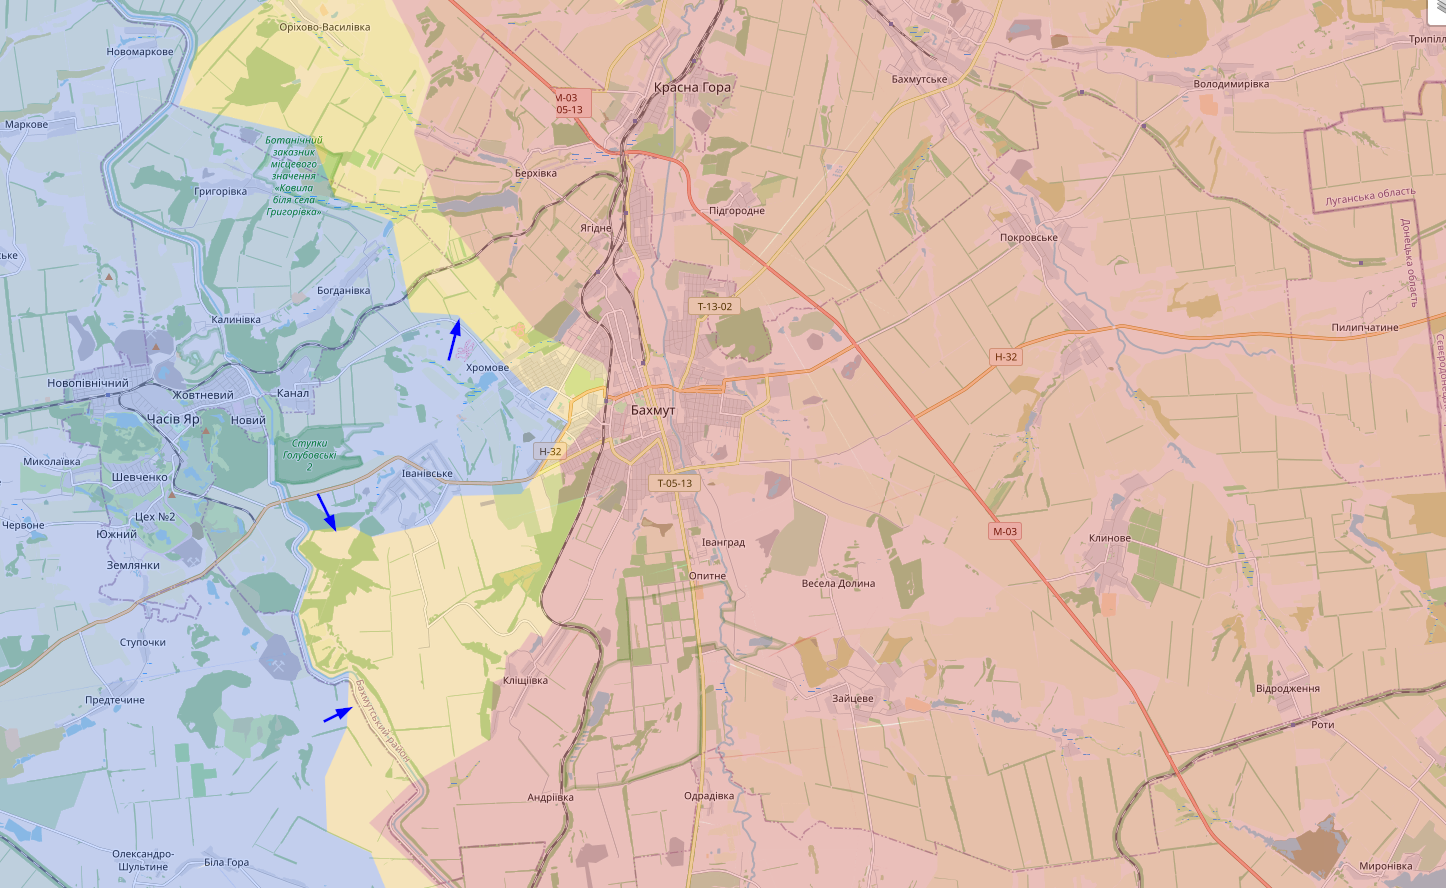 Оріхово-Василівка
Новомаркове
Красна Гора
Бахмутське
Володимирівка
М-03
05-13
Маркове
Ботанічний
заказник
місцевого
значення
«Ковила
біля села
Григорівка»
Берхівка
Григорівка
Підгородне
Луганська область
Донецька область
Ягідне
Покровське
Богданівка
Т-13-02
Калинівка
Пилипчатине
Н-32
Хромове
Новопівнічний
Жовтневий
Канал
Часів Яр
Новий
Бахмут
Ступки
Голубовські
2
Н-32
Миколаївка
Іванівське
Шевченко
Т-05-13
Червоне
Цех №2
Южний
М-03
Клинове
Іванград
Землянки
Опитне
Весела Долина
Ступочки
Кліщіївка
Відродження
Предтечине
Зайцеве
Бахмутський район
Роти
Андріївка
Одрадівка
Олександро-
Шультине
Біла Гора
Миронівка